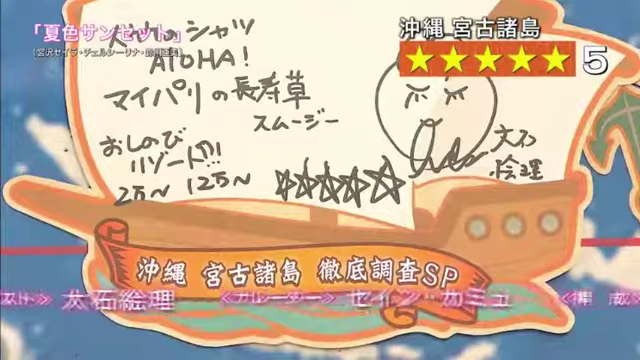 「夏色サンセット」
沖縄 宮古諸島
★★★★★ 5
シャツ
ALOHA!
マイパリの長寿草
スムージー
おしのび
リゾート!!!
2万〜 12万〜
☆☆☆☆☆
大石
絵理
沖縄 宮古諸島 徹底調査SP
大石絵理 ≪ナレーター≫ セイン カミュ